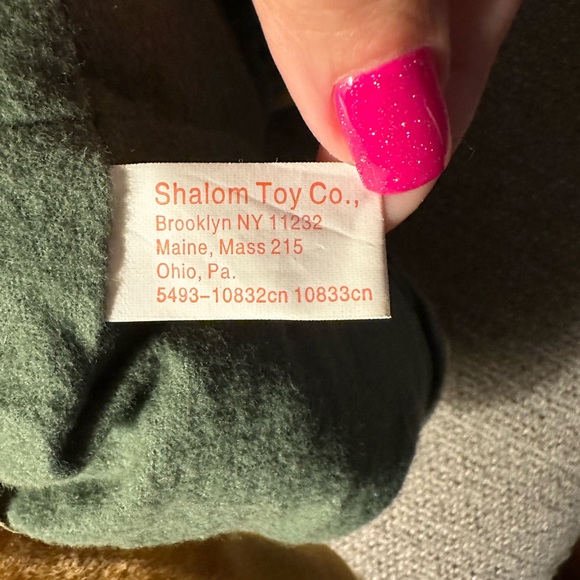 Shalom Toy Co.,
Brooklyn NY 11232
Maine, Mass 215
Ohio, Pa.
5493-10832cn 10833cn